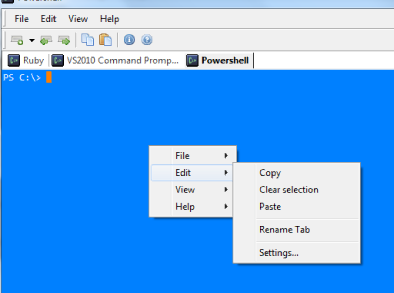 File Edit View Help
Ruby VS2010 Command Promp... Powershell
PS C:\>
File
Edit
View
Help
Copy
Clear selection
Paste
Rename Tab
Settings...